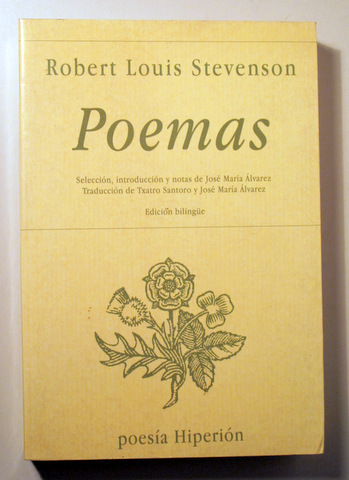 Robert Louis Stevenson
Poemas
Selección, introducción y notas de José María Álvarez
Traducción de Txatro Santoro y José María Álvarez
Edición bilingüe
poesía Hiperión